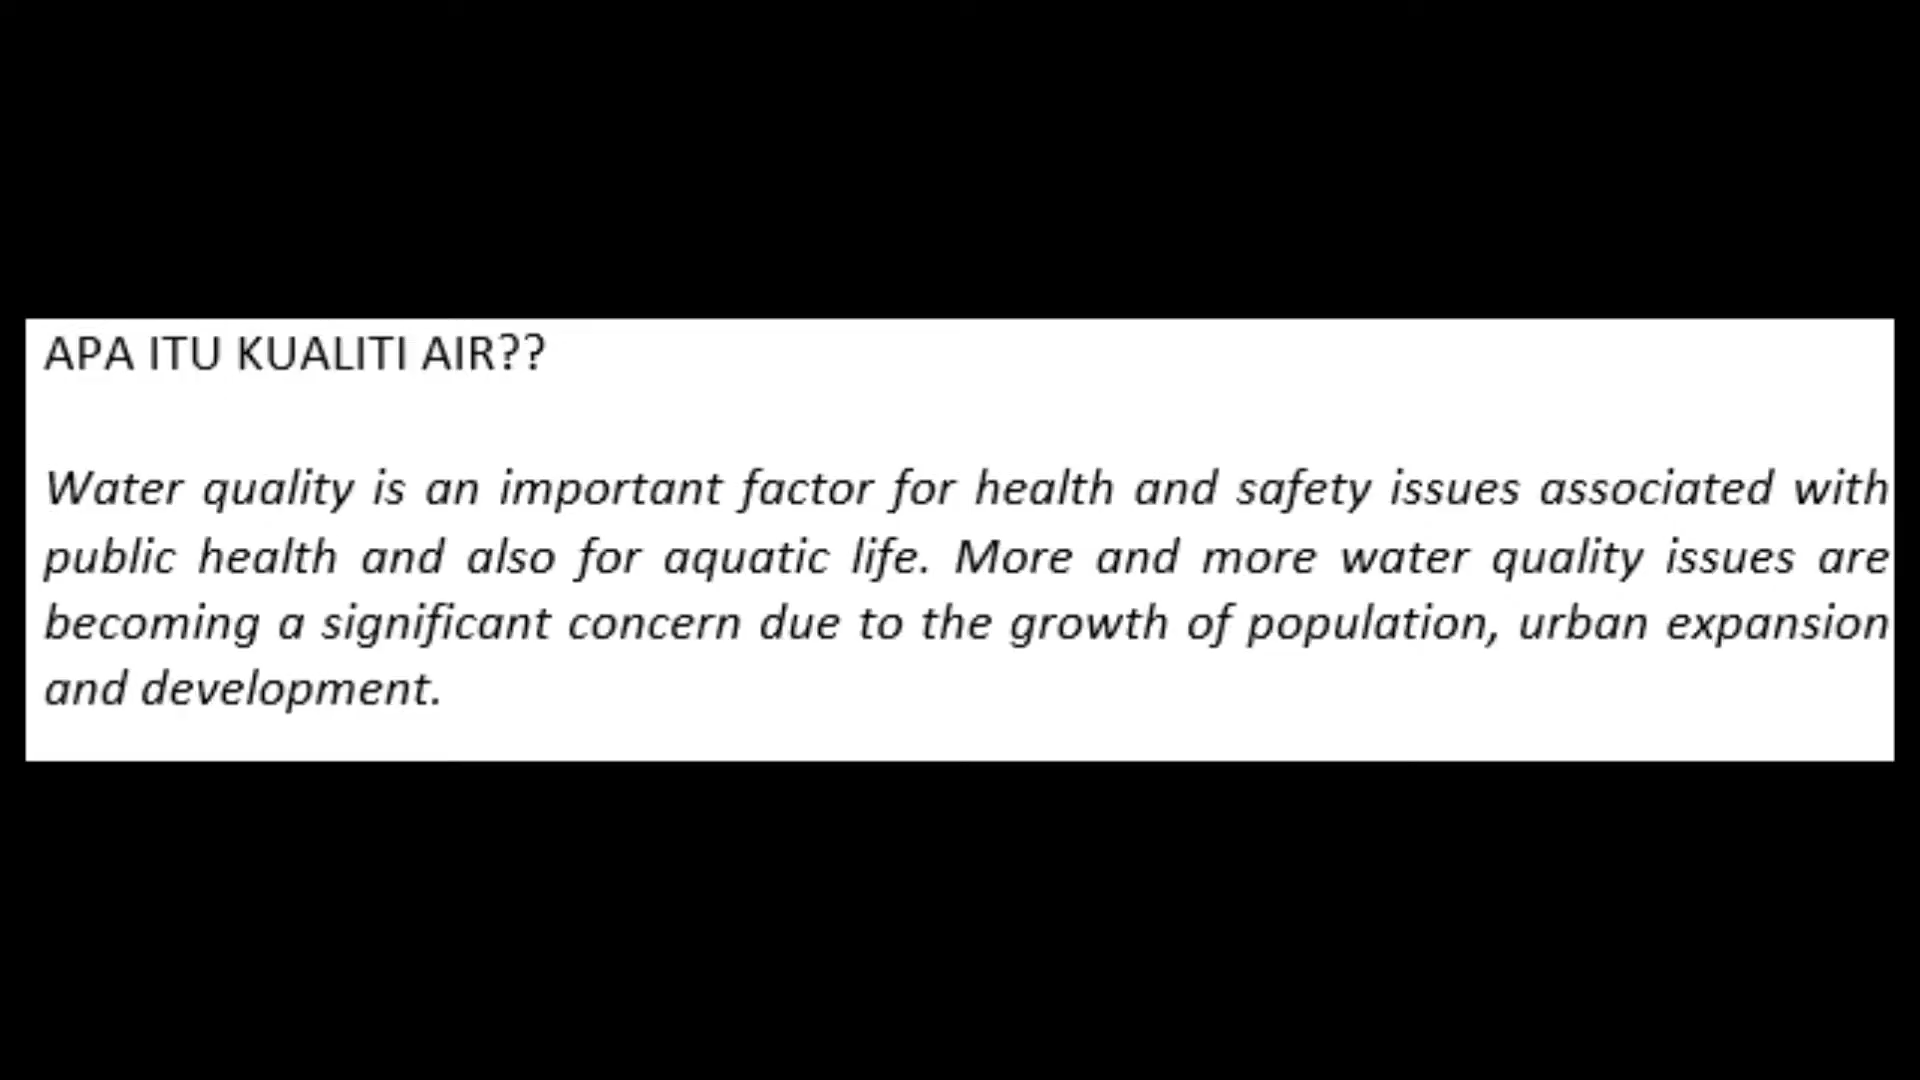 APA ITU KUALITI AIR??
Water quality is an important factor for health and safety issues associated with
public health and also for aquatic life. More and more water quality issues are
becoming a significant concern due to the growth of population, urban expansion
and development.